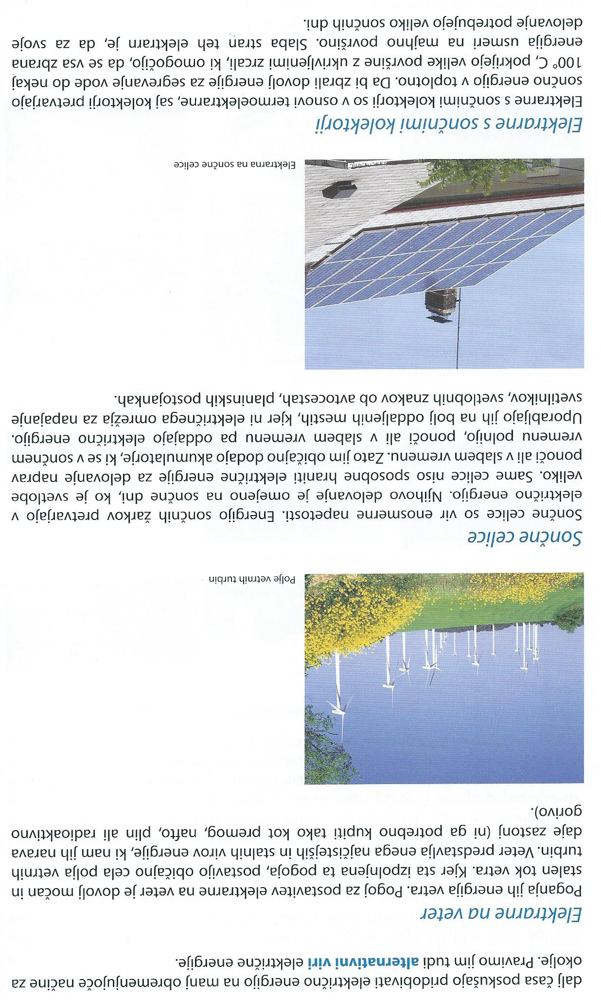 dalj časa poskušajo pridobivati električno energijo na manj obremenjujoče načine za
okolje. Pravimo jim tudi alternativni viri električne energije.
Elektrarne na veter
Poganja jih energija vetra. Pogoj za postavitev elektrarne na veter je dovolj močan in
stalen tok vetra. Kjer sta izpolnjena ta pogoja, postavijo običajno cela polja vetrnih
turbin. Veter predstavlja enega najčistejših in stalnih virov energije, ki nam jih narava
daje zastonj (ni ga potrebno kupiti tako kot premog, nafto, plin ali radioaktivno
gorivo).
Polje vetrnih turbin
Sončne celice
Sončne celice so vir enosmerne napetosti. Energijo sončnih žarkov pretvarjajo v
električno energijo. Njihovo delovanje je omejeno na sončne dni, ko je svetlobe
veliko. Same celice niso sposobne hraniti električne energije za delovanje naprav
ponoči ali v slabem vremenu. Zato jim običajno dodajo akumulatorje, ki se v sončnem
vremenu polnijo, ponoči ali v slabem vremenu pa oddajajo električno energijo.
Uporabljajo jih na bolj oddaljenih mestih, kjer ni električnega omrežja za napajanje
svetilnikov, svetlobnih znakov ob avtocestah, planinskih postojankah.
Elektrarna na sončne celice
Elektrarne s sončnimi kolektorji
Elektrarne s sončnimi kolektorji so v osnovi termoelektrarne, saj kolektorji pretvarjajo
sončno energijo v toplotno. Da bi zbrali dovolj energije za segrevanje vode do nekaj
100° C, pokrijejo velike površine z ukrivljenimi zrcali, ki omogočijo, da se vsa zbrana
energija usmeri na majhno površino. Slaba stran teh elektrarn je, da za svoje
delovanje potrebujejo veliko sončnih dni.